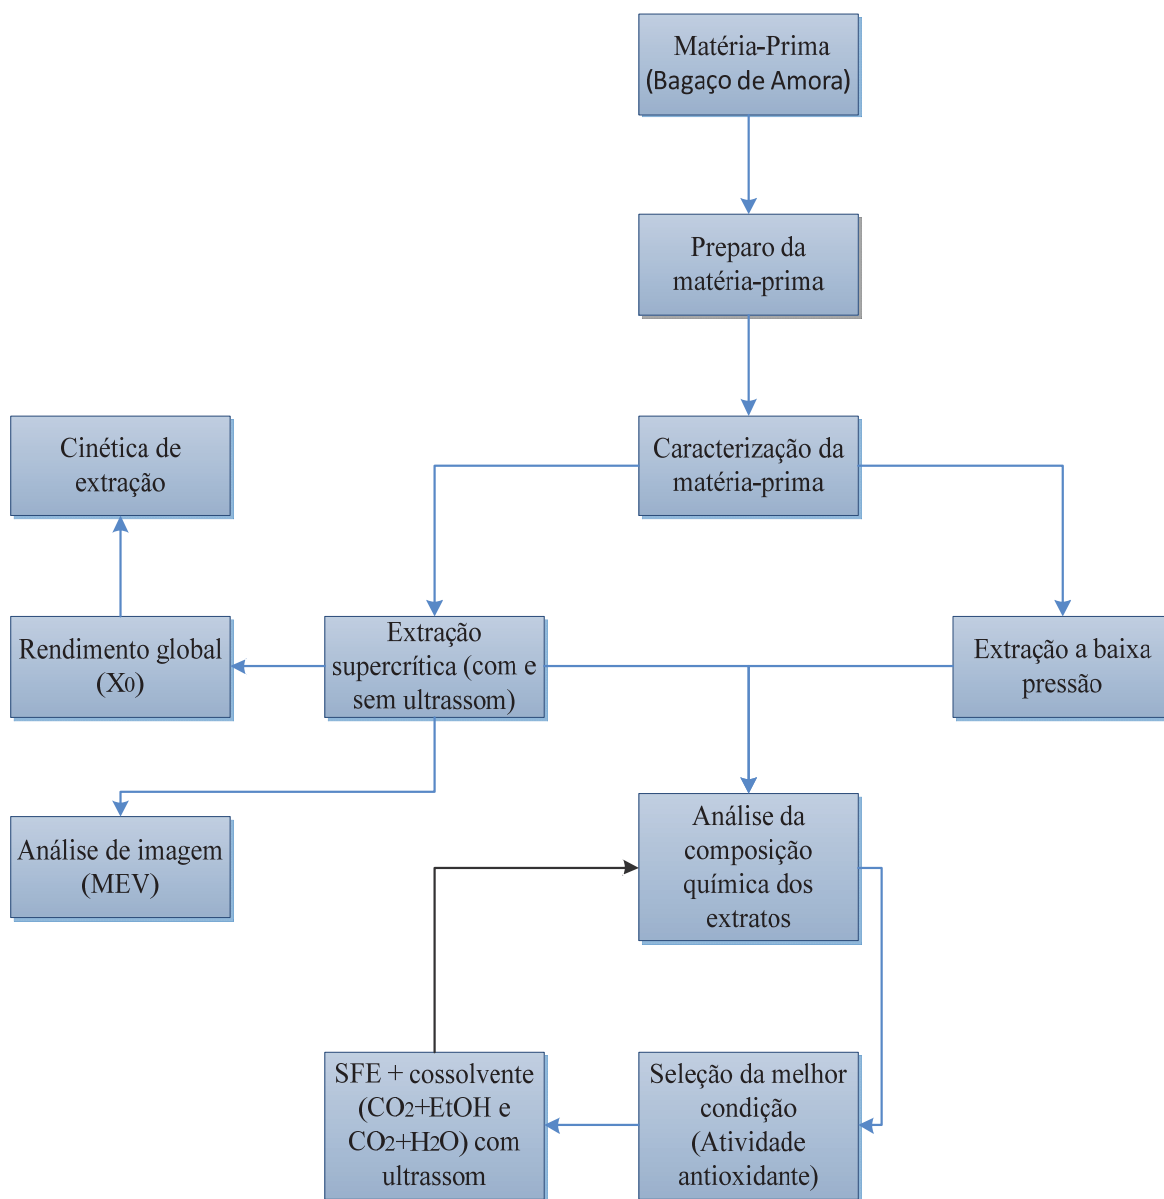 Matéria-Prima
(Bagaço de Amora)
Preparo da
matéria-prima
Caracterização da
matéria-prima
Cinética de
extração
Rendimento global
(X0)
Extração
supercrítica (com e
sem ultrassom)
Extração a baixa
pressão
Análise de imagem
(MEV)
Análise da
composição
química dos
extratos
SFE + cossolvente
(CO2+EtOH e
CO2+H2O) com
ultrassom
Seleção da melhor
condição
(Atividade
antioxidante)